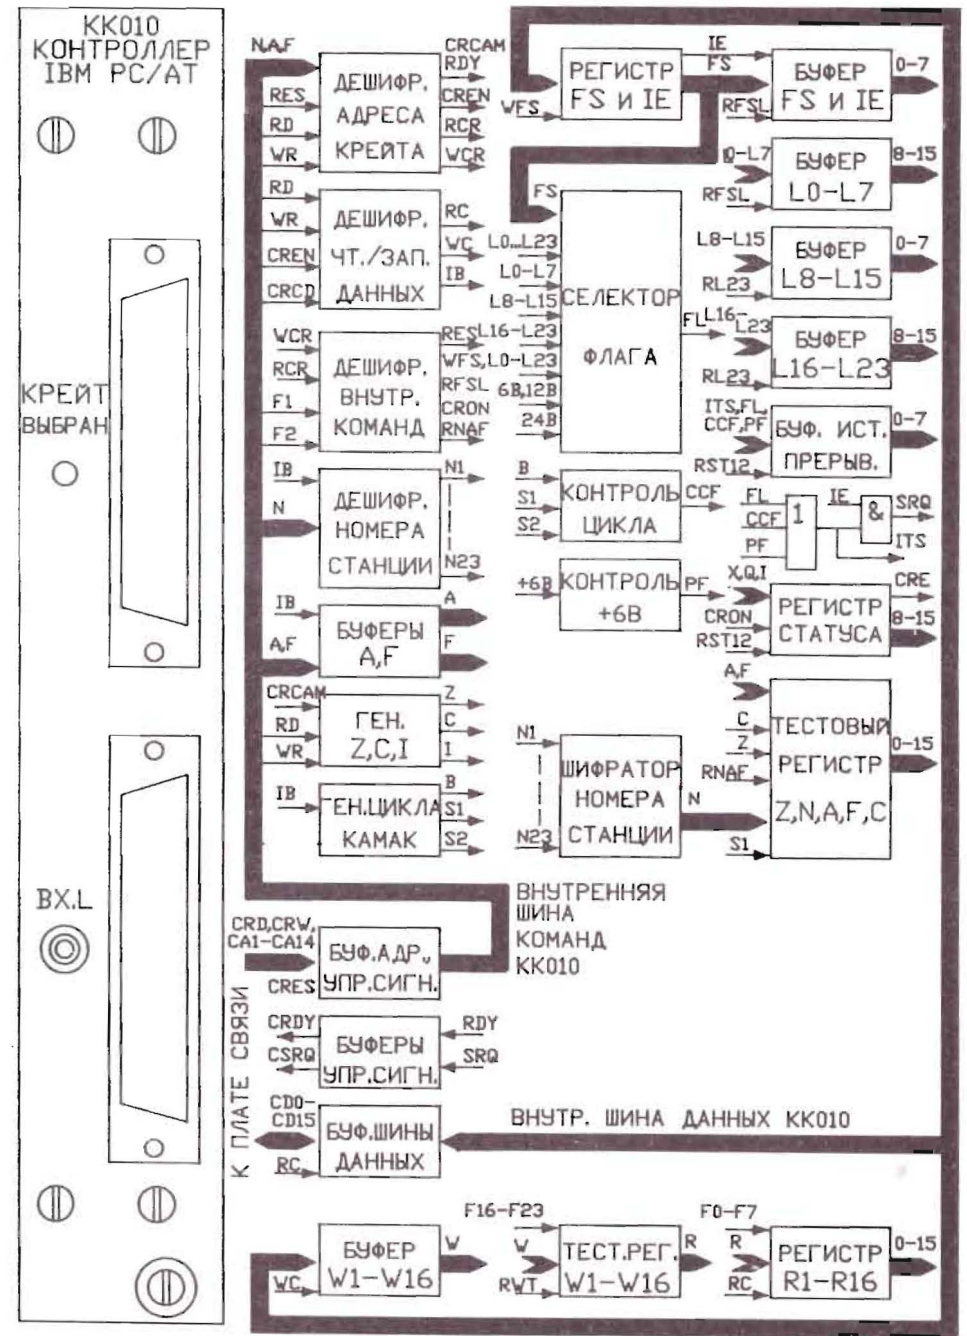 КК010
КОНТРОЛЛЕР
IBM PC/AT
КРЕЙТ
ВЫБРАН
ВХ.L
N,A,F
RES
RD
WR
ДЕШИФР.
АДРЕСА
КРЕЙТА
CRCAM
RDY
CREN
RCR
WCR
RD
WR
CREN
CRCD
ДЕШИФР.
ЧТ./ЗАП.
ДАННЫХ
RC
WC
IB
WCR
RCR
F1
F2
ДЕШИФР.
ВНУТР.
КОМАНД
RES
WFS,
RFSL
CRON
RNAF
IB
N
ДЕШИФР.
НОМЕРА
СТАНЦИИ
N1
N23
IB
A,F
БУФЕРЫ
A,F
A
F
CRCAM
RD
WR
ГЕН.
Z,C,I
Z
C
I
IB
ГЕН.ЦИКЛА
КАМАК
B
S1
S2
CRD,CRW,
CA1-CA14
CRES
БУФ.АДР.,
УПР.СИГН.
ВНУТРЕННЯЯ
ШИНА
КОМАНД
КК010
К ПЛАТЕ СВЯЗИ
CRDY
CSRQ
БУФЕРЫ
УПР.СИГН.
RDY
SRQ
CD0-
CD15
RC
БУФ.ШИНЫ
ДАННЫХ
ВНУТР. ШИНА ДАННЫХ КК010
WC
БУФЕР
W1-W16
W
F16-F23
W
RWT
ТЕСТ.РЕГ.
W1-W16
R
F0-F7
R
RC
РЕГИСТР
R1-R16
0-15
WFS
РЕГИСТР
FS И IE
IE
FS
RFSL
БУФЕР
FS И IE
0-7
L0-L7
RFSL
БУФЕР
L0-L7
8-15
L8-L15
RL23
БУФЕР
L8-L15
0-7
L16-
L23
RL23
БУФЕР
L16-L23
8-15
FS
L0...L23
L0-L7
L8-L15
L16-L23
L0-L23
6B,12B
24B
СЕЛЕКТОР
ФЛАГА
FL
ITS,FL,
CCF,PF
RST12
БУФ. ИСТ.
ПРЕРЫВ.
0-7
B
S1
S2
КОНТРОЛЬ
ЦИКЛА
CCF
FL
CCF
PF
1
IE
&
SRQ
ITS
+6B
КОНТРОЛЬ
+6В
PF
X,Q,I
CRON
RST12
РЕГИСТР
СТАТУСА
CRE
8-15
N1
N23
ШИФРАТОР
НОМЕРА
СТАНЦИИ
N
A,F
C
Z
RNAF
S1
ТЕСТОВЫЙ
РЕГИСТР
Z,N,A,F,C
0-15